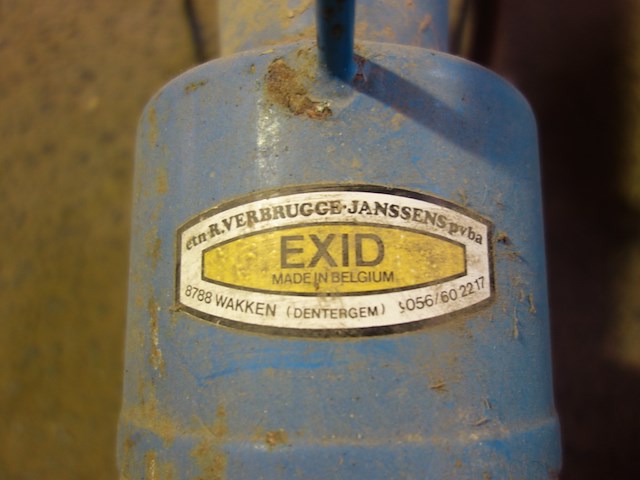 etn R.VERBRUGGE-JANSSENS pvba
EXID
MADE IN BELGIUM
8788 WAKKEN (DENTERGEM) 056/60 22 17